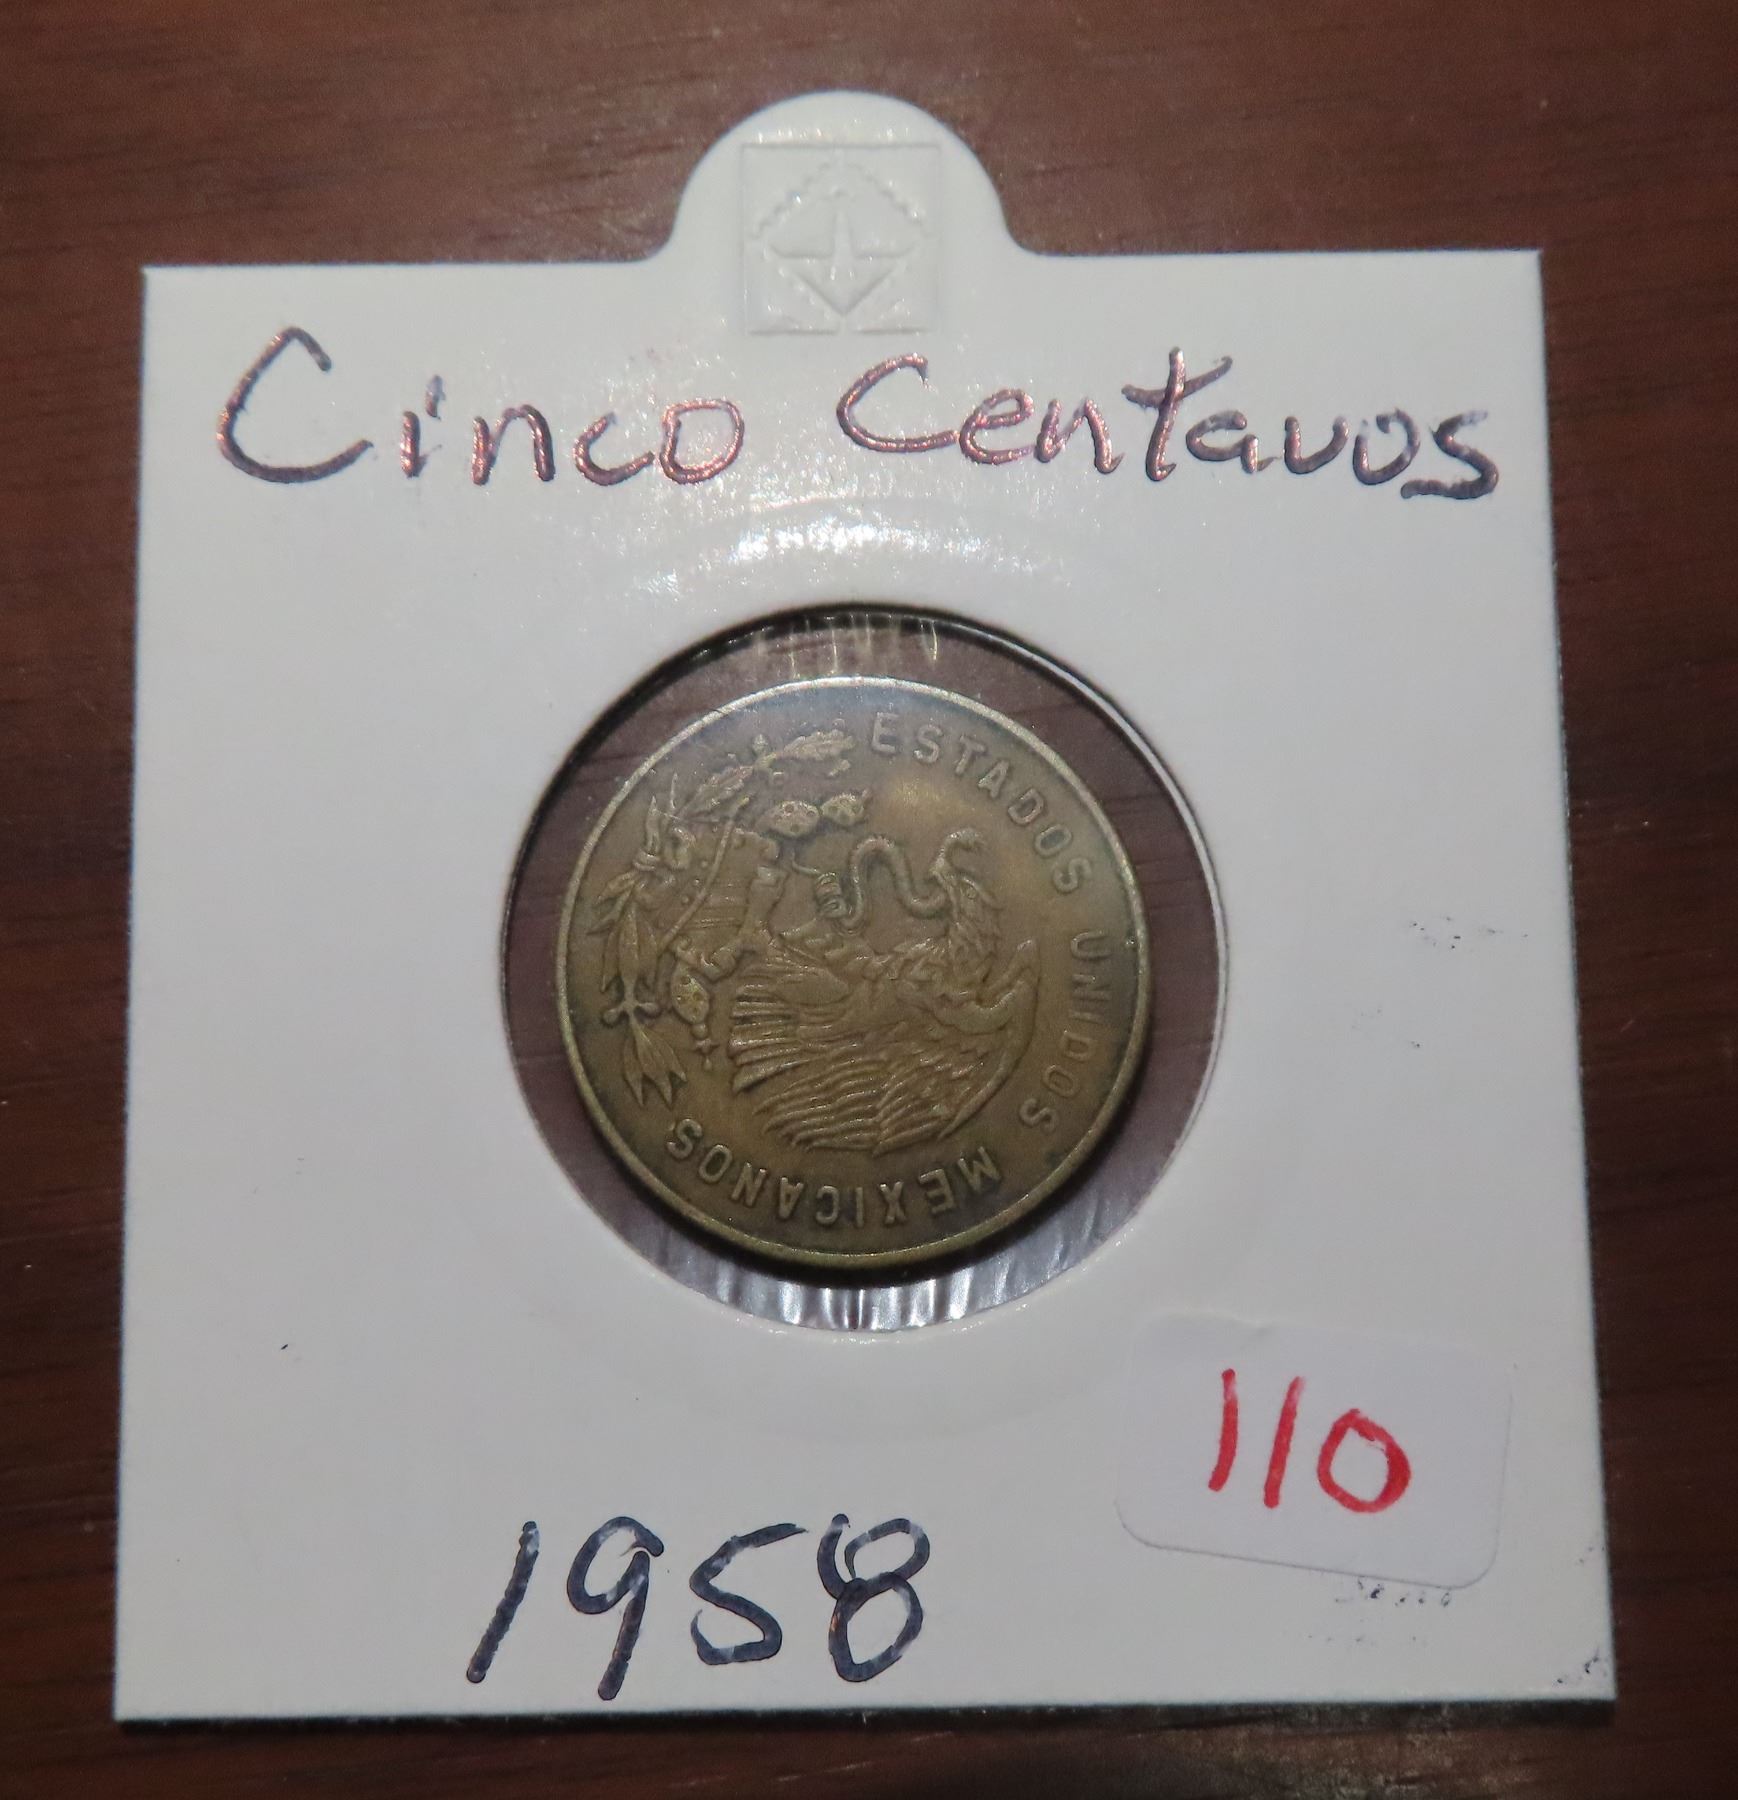 Cinco Centavos
ESTADOS UNIDOS MEXICANOS
110
1958